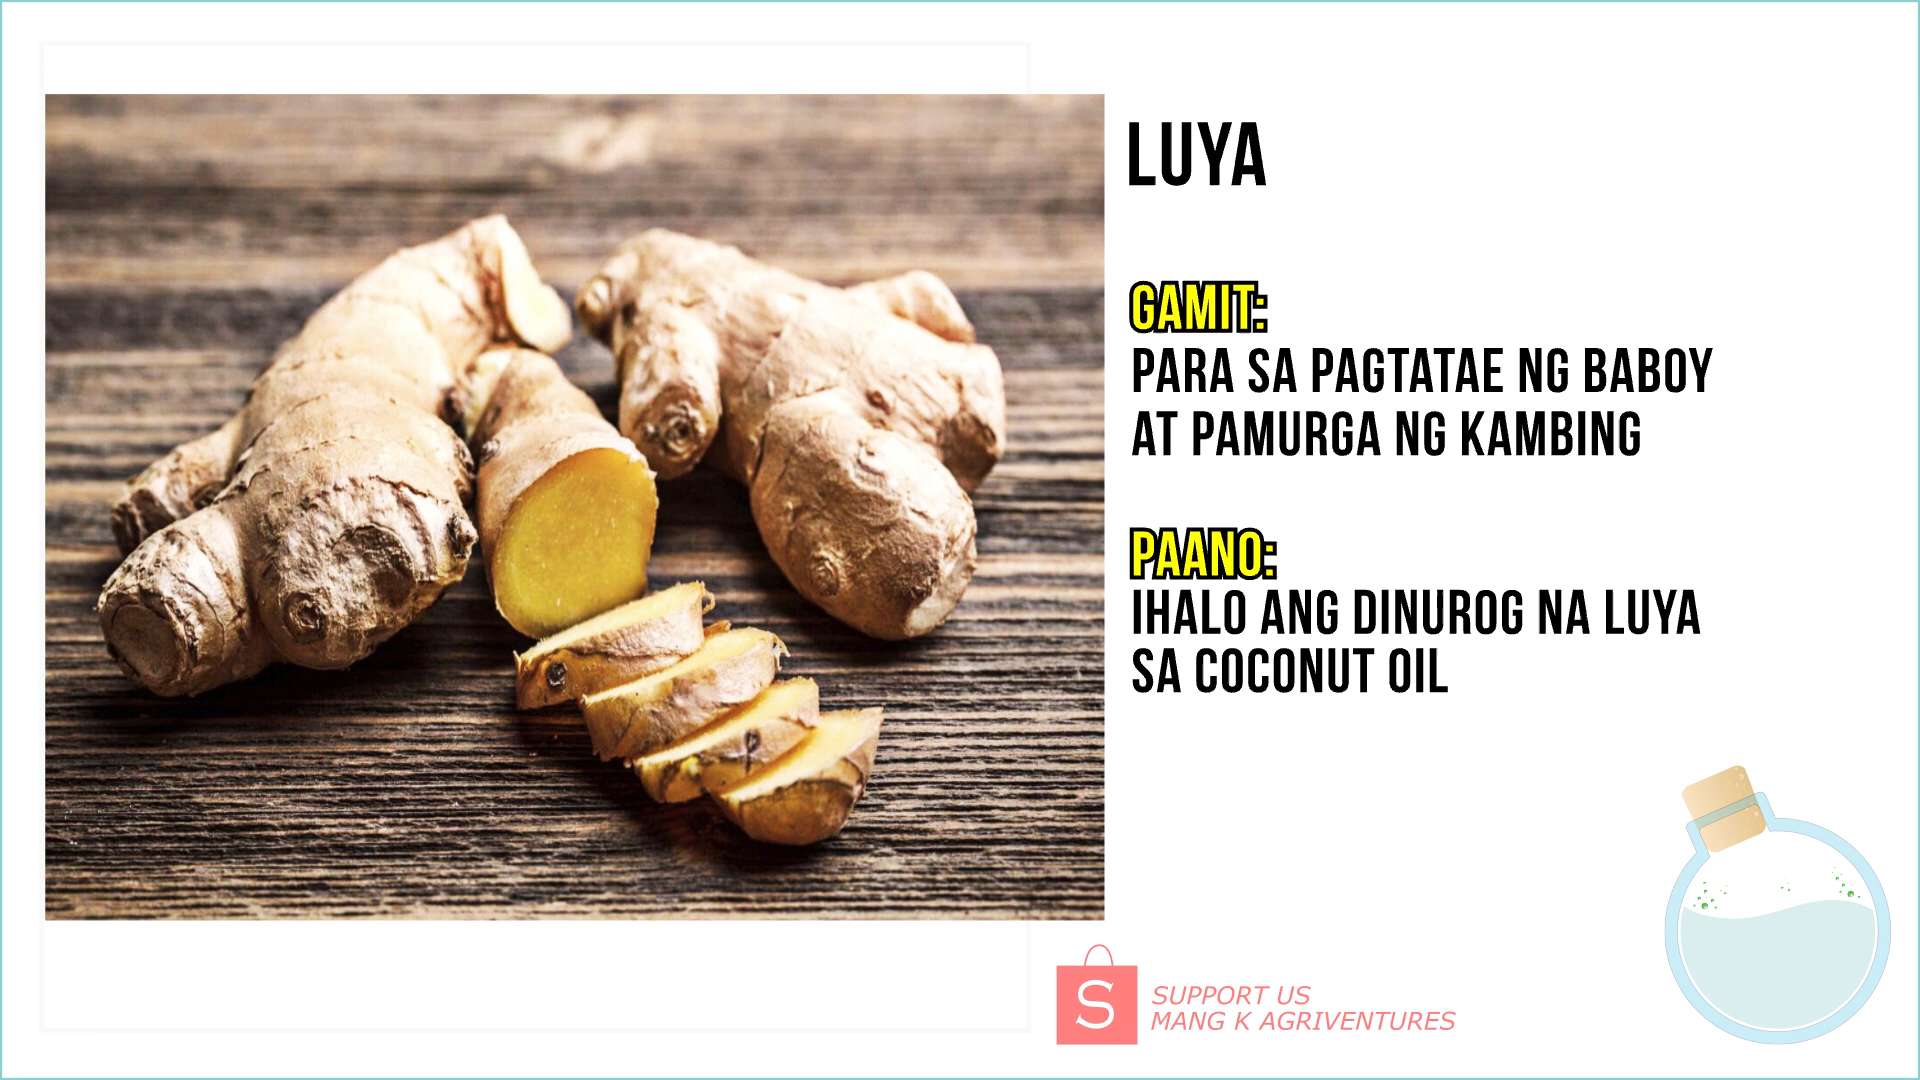 LUYA
GAMIT:
PARA SA PAGTATAE NG BABOY
AT PAMURGA NG KAMBING
PAANO:
IHALO ANG DINUROG NA LUYA
SA COCONUT OIL
S
SUPPORT US
MANG K AGRIVENTURES